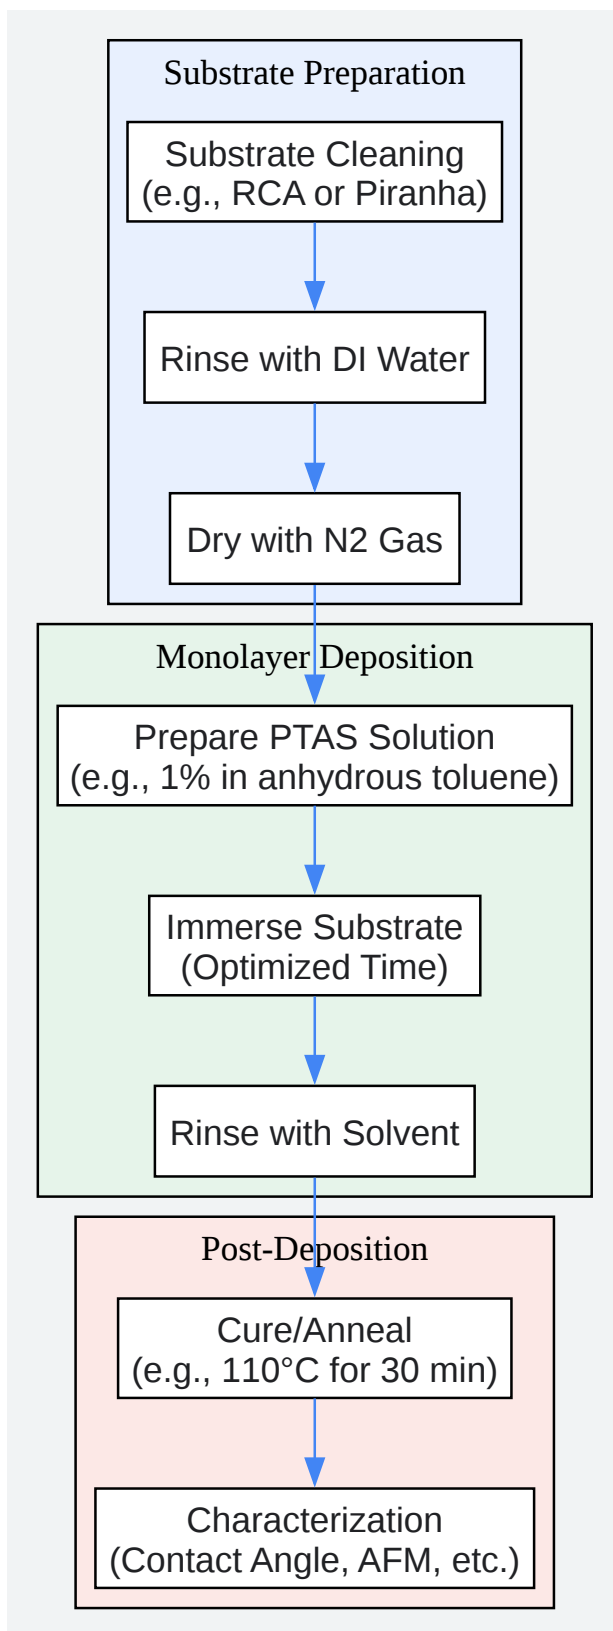 Substrate Preparation
Substrate Cleaning
(e.g., RCA or Piranha)
Rinse with DI Water
Dry with N2 Gas
Monolayer Deposition
Prepare PTAS Solution
(e.g., 1% in anhydrous toluene)
Immerse Substrate
(Optimized Time)
Rinse with Solvent
Post-Deposition
Cure/Anneal
(e.g., 110°C for 30 min)
Characterization
(Contact Angle, AFM, etc.)